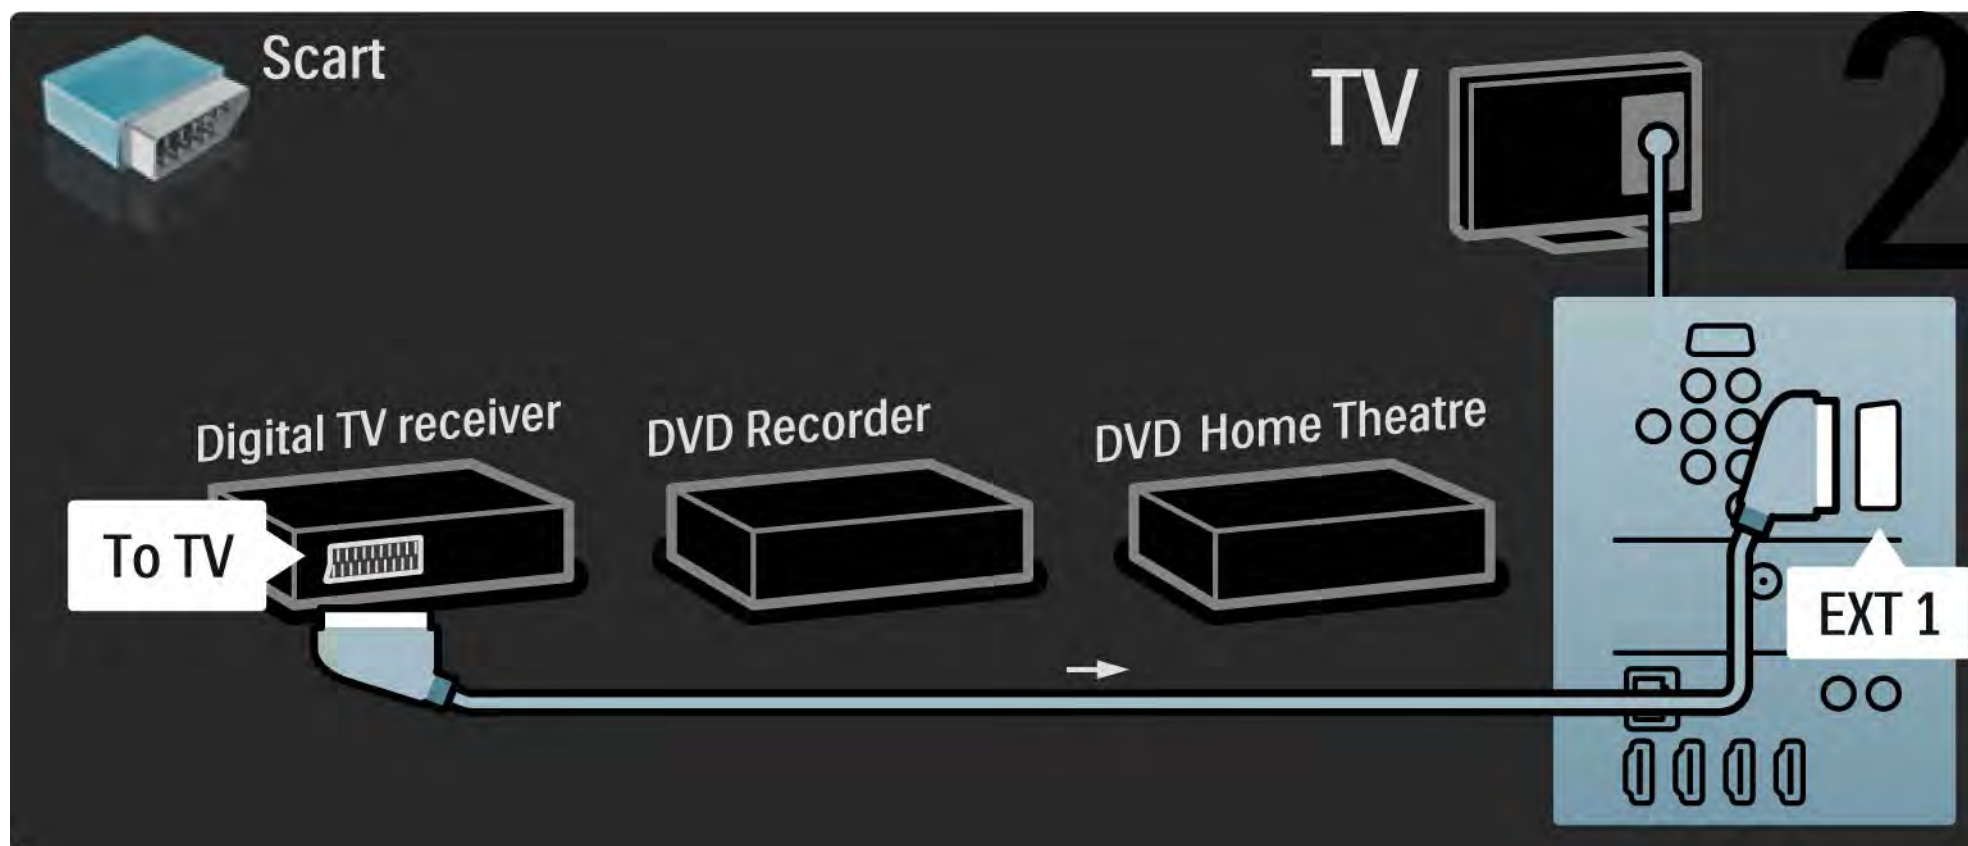 Scart
TV
2
Digital TV receiver
DVD Recorder
DVD Home Theatre
To TV
EXT 1